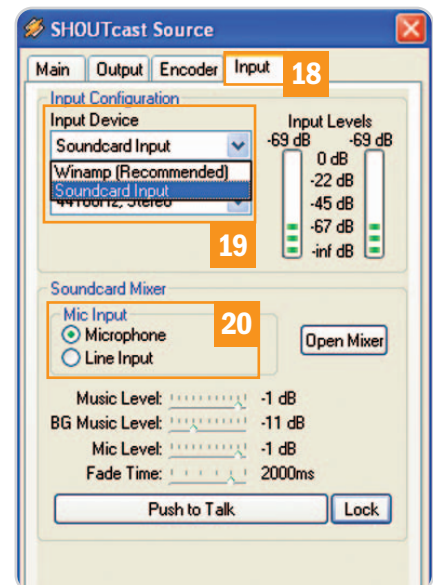 SHOUTcast Source
Main Output Encoder Input 18
Input Configuration
Input Device
Soundcard Input
Winamp (Recommended)
Soundcard Input
44100Hz, Stereo
19
Input Levels
-69 dB -69 dB
0 dB
-22 dB
-45 dB
-67 dB
-inf dB
Soundcard Mixer
Mic Input
Microphone
Line Input
20
Open Mixer
Music Level: -1 dB
BG Music Level: -11 dB
Mic Level: -1 dB
Fade Time: 2000ms
Push to Talk Lock